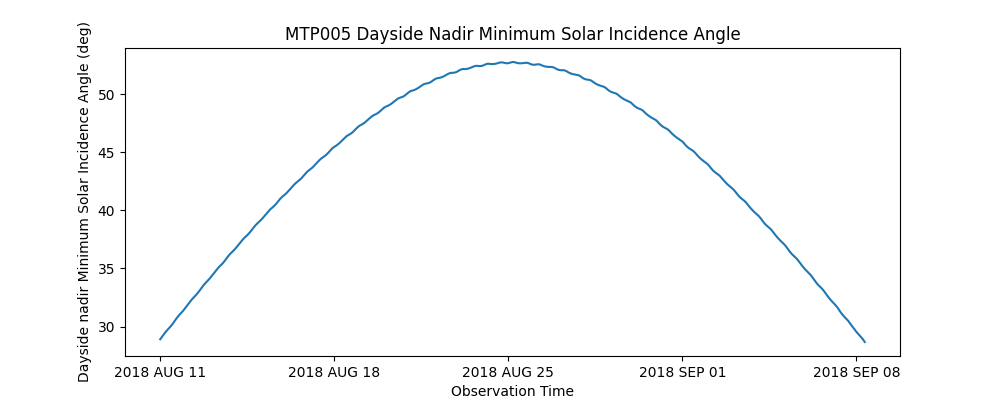 MTP005 Dayside Nadir Minimum Solar Incidence Angle
Dayside nadir Minimum Solar Incidence Angle (deg)
50
45
40
35
30
2018 AUG 11
2018 AUG 18
2018 AUG 25
2018 SEP 01
2018 SEP 08
Observation Time